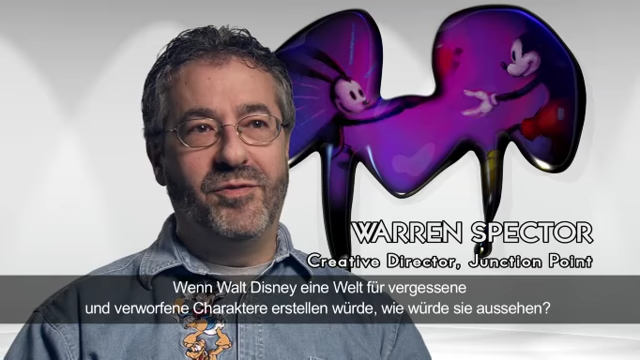 WARREN SPECTOR
Creative Director, Junction Point
Wenn Walt Disney eine Welt für vergessene
und verworfene Charaktere erstellen würde, wie würde sie aussehen?